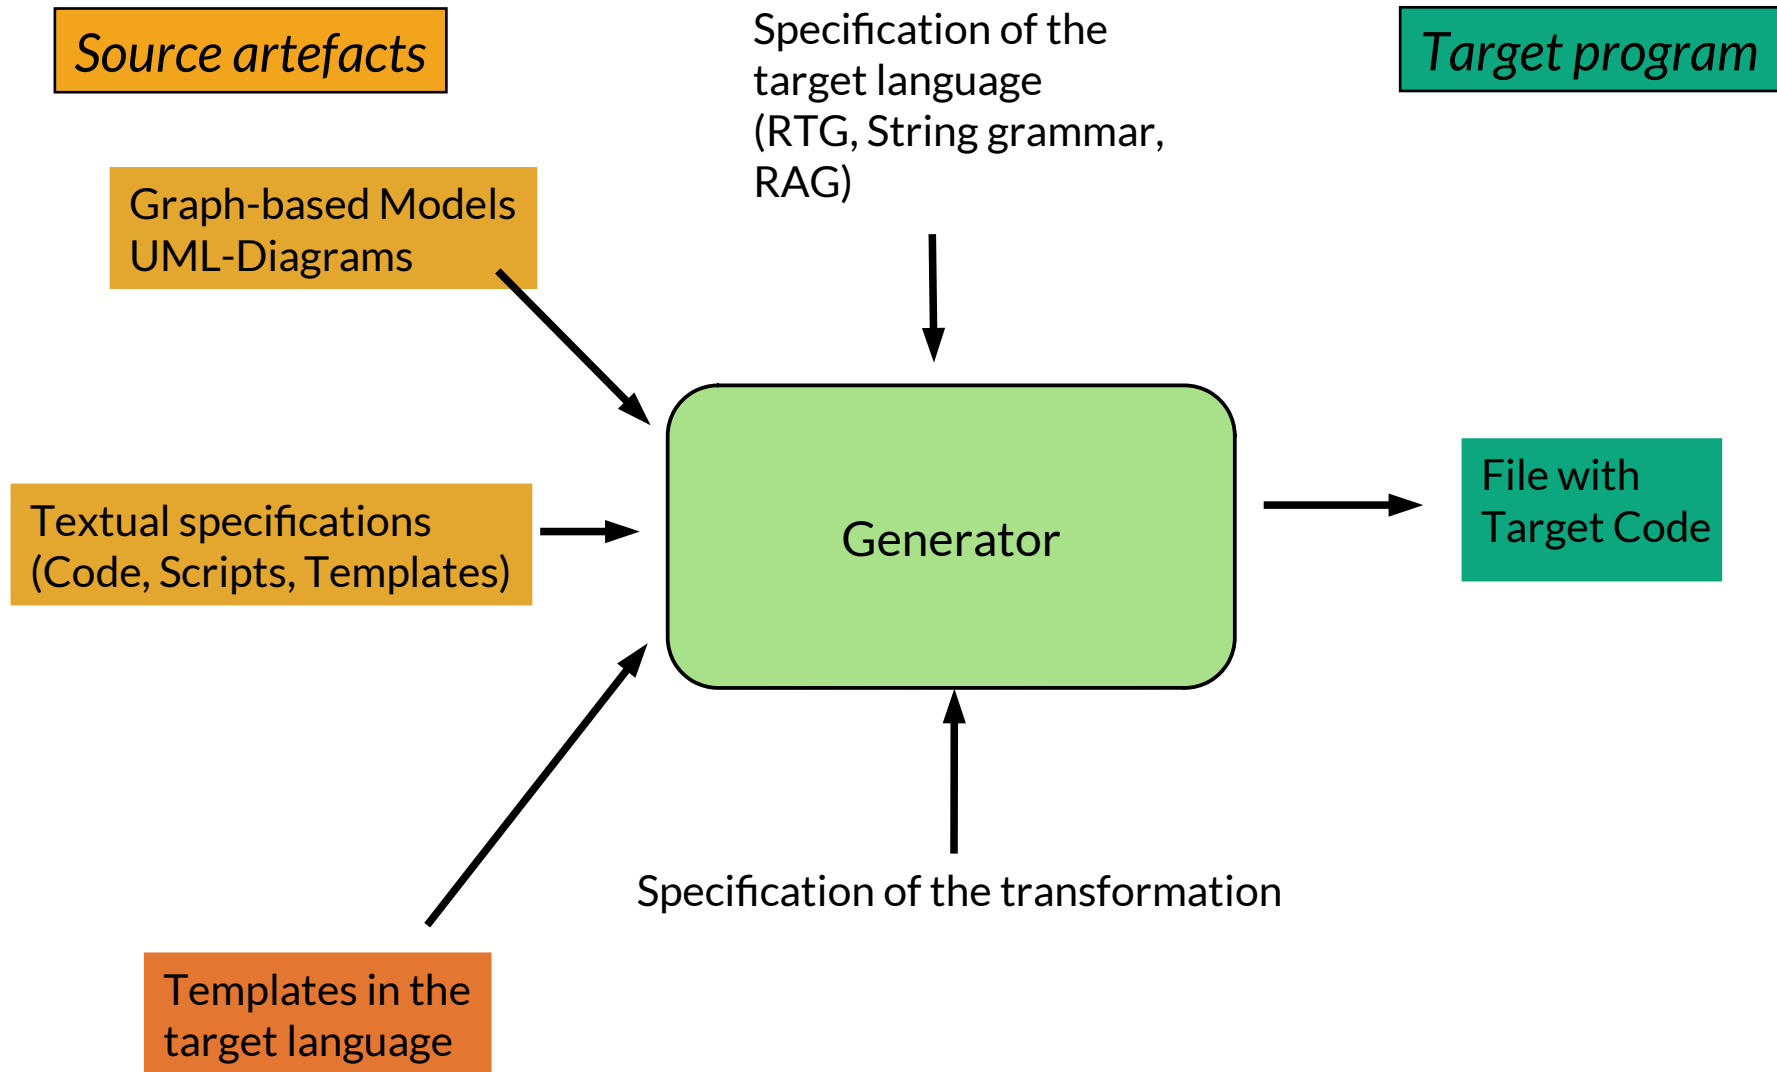 Source artefacts
Specification of the
target language
(RTG, String grammar,
RAG)
Target program
Graph-based Models
UML-Diagrams
Textual specifications
(Code, Scripts, Templates)
Generator
File with
Target Code
Specification of the transformation
Templates in the
target language